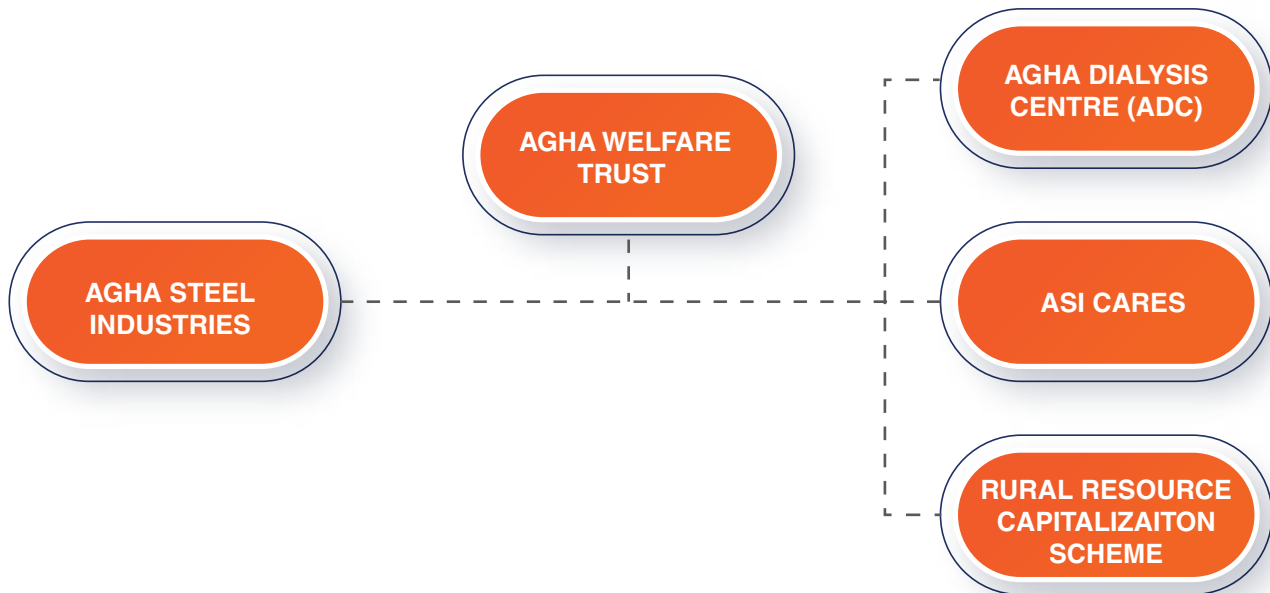 AGHA STEEL
INDUSTRIES
AGHA WELFARE
TRUST
AGHA DIALYSIS
CENTRE (ADC)
ASI CARES
RURAL RESOURCE
CAPITALIZAITON
SCHEME